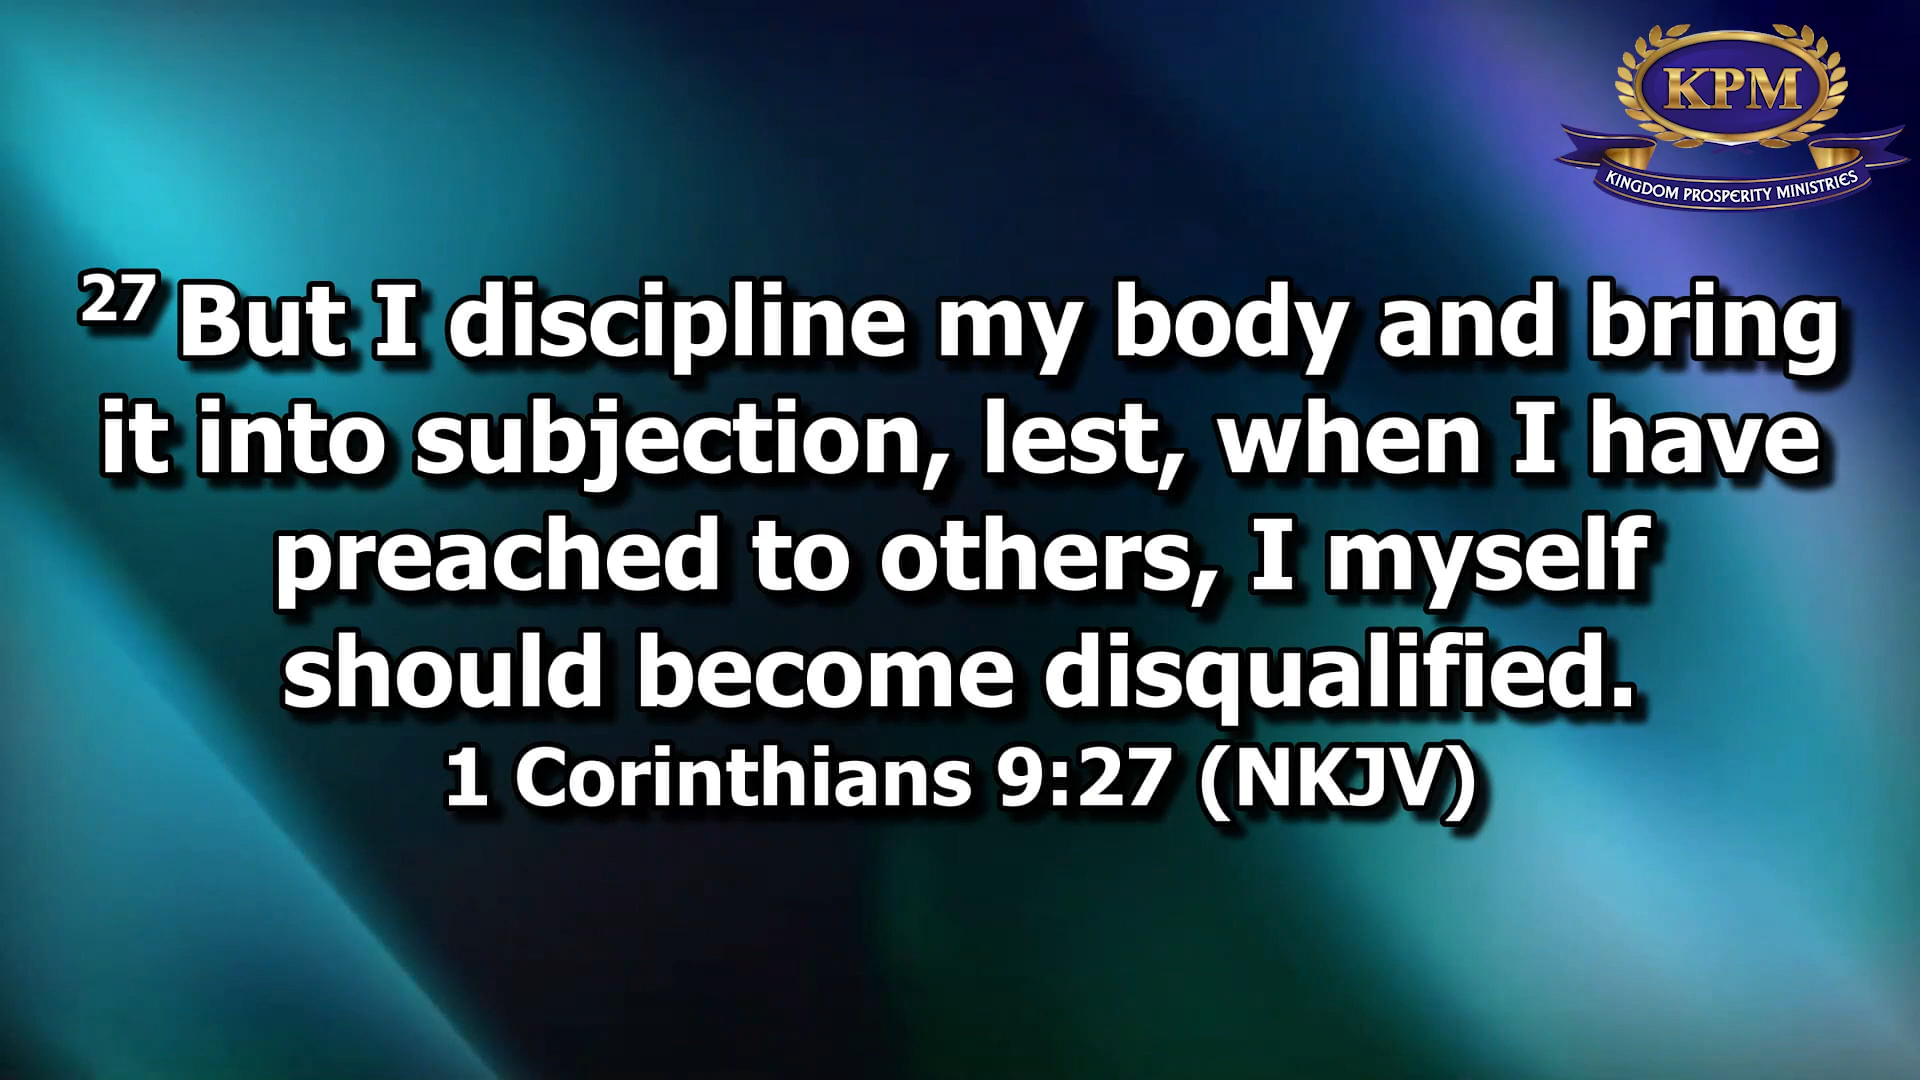 KPM
KINGDOM PROSPERITY MINISTRIES
27 But I discipline my body and bring
it into subjection, lest, when I have
preached to others, I myself
should become disqualified.
1 Corinthians 9:27 (NKJV)